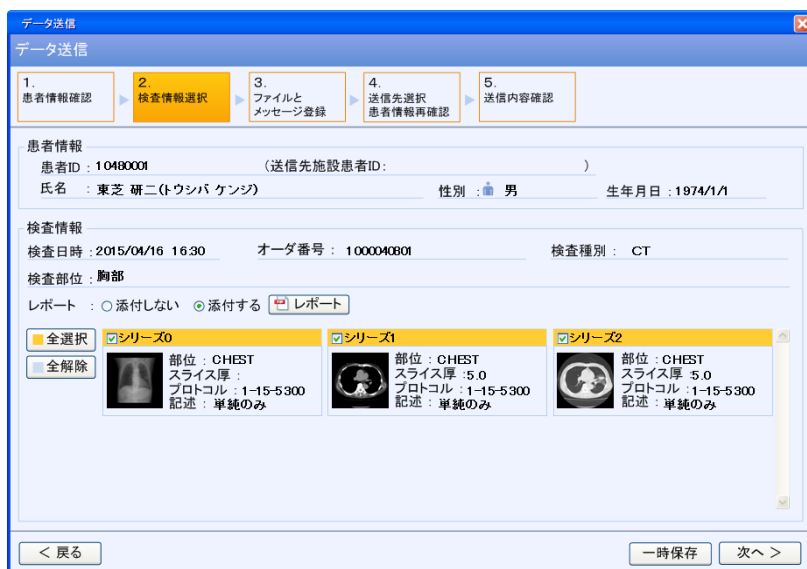 データ送信
データ送信
1. 2. 3. 4. 5.
患者情報確認 検査情報選択 ファイルと 送信先選択 送信内容確認
メッセージ登録 患者情報再確認
患者情報
患者ID : 10480001 (送信先施設患者ID: )
氏名 : 東芝 研二(トウシバ ケンジ) 性別 : 男 生年月日 : 1974/1/1
検査情報
検査日時 : 2015/04/16 16:30 オーダ番号 : 1000040801 検査種別 : CT
検査部位 : 胸部
レポート : 添付しない 添付する レポート
全選択 シリーズ0 シリーズ1 シリーズ2
全解除 部位 : CHEST 部位 : CHEST 部位 : CHEST
スライス厚 : スライス厚 :5.0 スライス厚 :5.0
プロトコル : 1-15-5300 プロトコル : 1-15-5300 プロトコル : 1-15-5300
記述 : 単純のみ 記述 : 単純のみ 記述 : 単純のみ
< 戻る 一時保存 次へ >